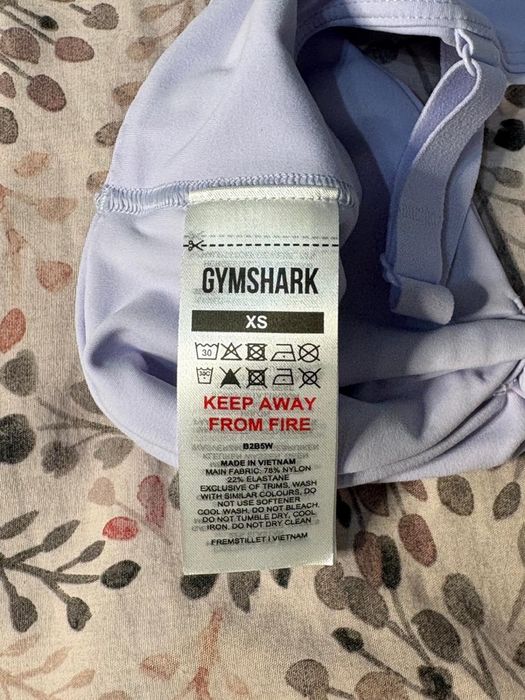 GYMSHARK
XS
30
30C
KEEP AWAY
FROM FIRE
B2B5W
MADE IN VIETNAM
MAIN FABRIC: 78% NYLON
22% ELASTANE
EXCLUSIVE OF TRIMS, WASH
WITH SIMILAR COLOURS, DO
NOT USE SOFTENER
COOL WASH, DO NOT BLEACH,
DO NOT TUMBLE DRY, COOL
IRON, DO NOT DRY CLEAN
FREMSTILLET I VIETNAM